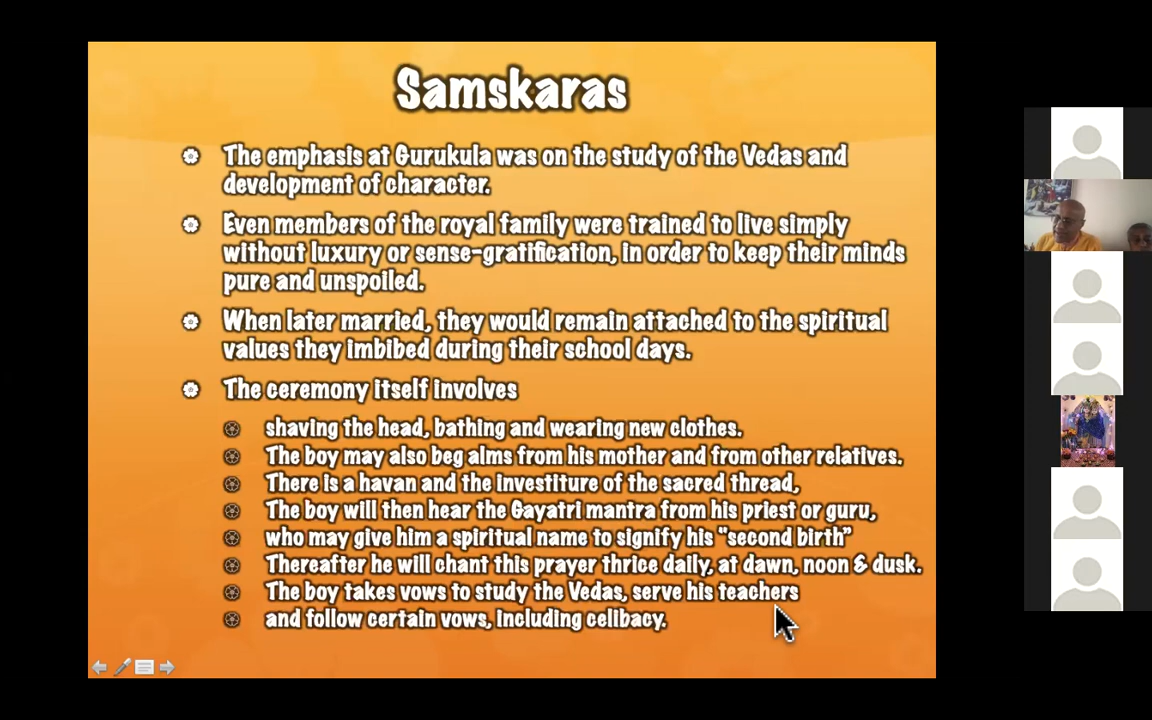 Samskaras
The emphasis at Gurukula was on the study of the Vedas and
development of character.
Even members of the royal family were trained to live simply
without luxury or sense-gratification, in order to keep their minds
pure and unspoiled.
When later married, they would remain attached to the spiritual
values they imbibed during their school days.
The ceremony itself involves
shaving the head, bathing and wearing new clothes.
The boy may also beg alms from his mother and from other relatives.
There is a havan and the investiture of the sacred thread,
The boy will then hear the Gayatri mantra from his priest or guru,
who may give him a spiritual name to signify his "second birth"
Thereafter he will chant this prayer thrice daily, at dawn, noon & dusk.
The boy takes vows to study the Vedas, serve his teachers
and follow certain vows, including celibacy.